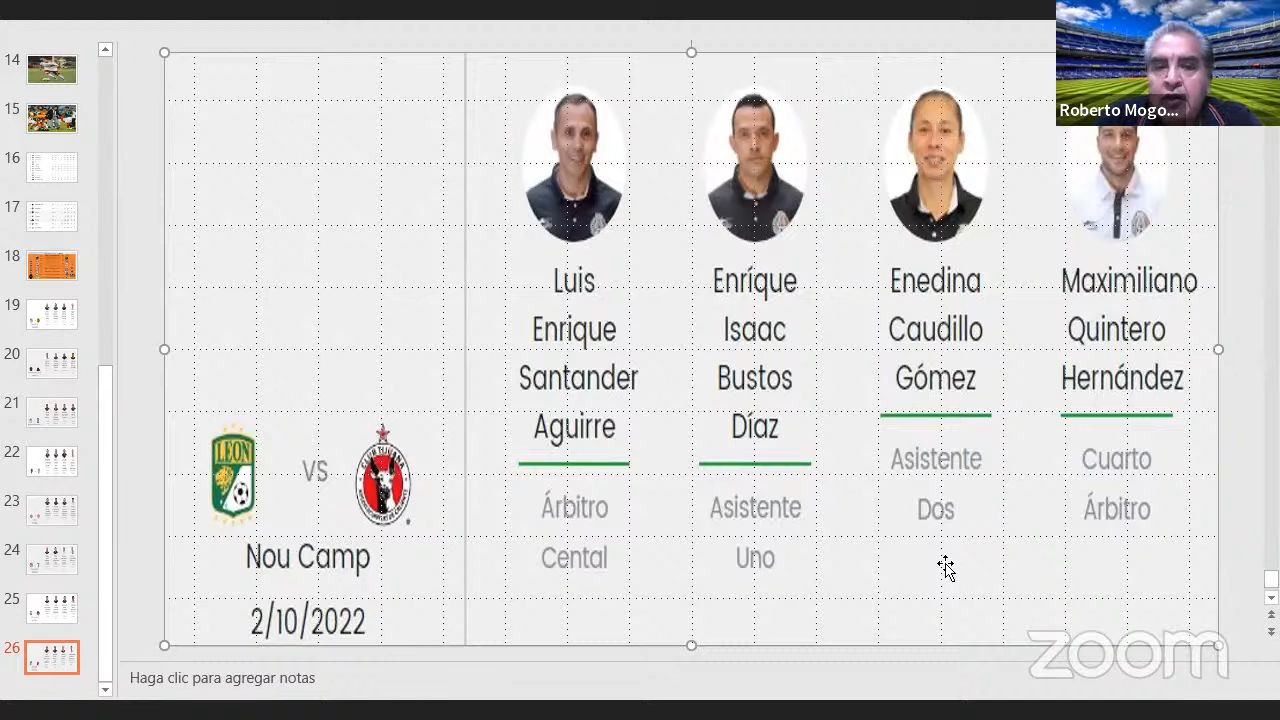 14
15
16
17
18
19
20
21
22
23
24
25
26
Roberto Mogo...
Luis
Enrique
Santander
Aguirre
Árbitro
Cental
Enríque
Isaac
Bustos
Díaz
Asistente
Uno
Enedina
Caudillo
Gómez
Asistente
Dos
Maximiliano
Quintero
Hernández
Cuarto
Árbitro
LEON
VS
Nou Camp
2/10/2022
zoom
Haga clic para agregar notas